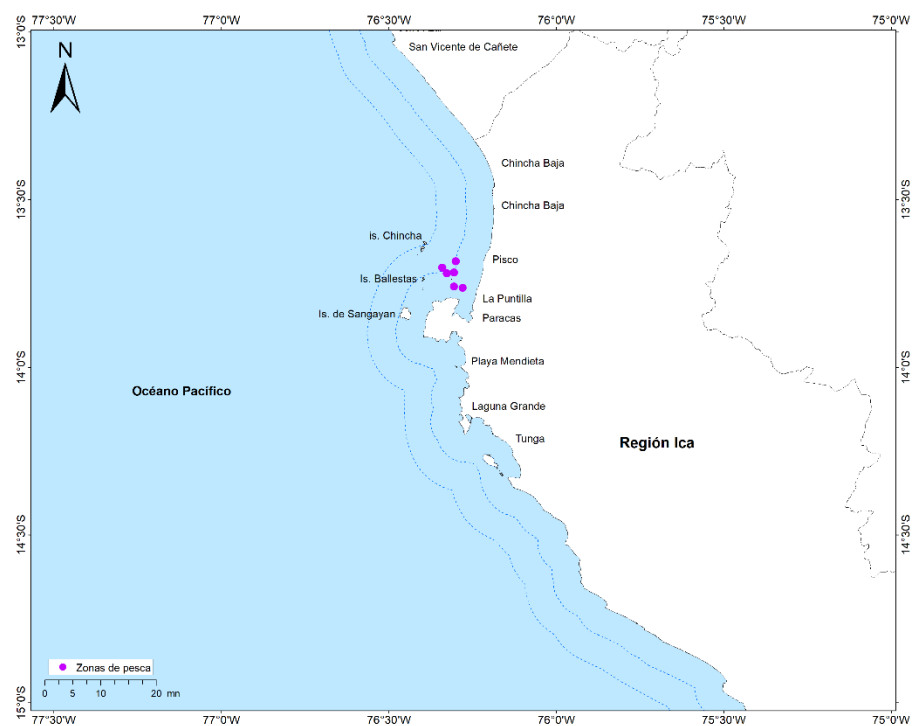 77°30'W 77°0'W 76°30'W 76°0'W 75°30'W 75°0'W
13°0'S 13°0'S
San Vicente de Cañete
N
Chincha Baja
13°30'S 13°30'S
Chincha Baja
is. Chincha
Pisco
Is. Ballestas
La Puntilla
Is. de Sangayan
Paracas
14°0'S 14°0'S
Playa Mendieta
Océano Pacífico
Laguna Grande
Tunga
Región Ica
14°30'S 14°30'S
Zonas de pesca
0 5 10 20 mn
15°0'S 15°0'S
77°30'W 77°0'W 76°30'W 76°0'W 75°30'W 75°0'W